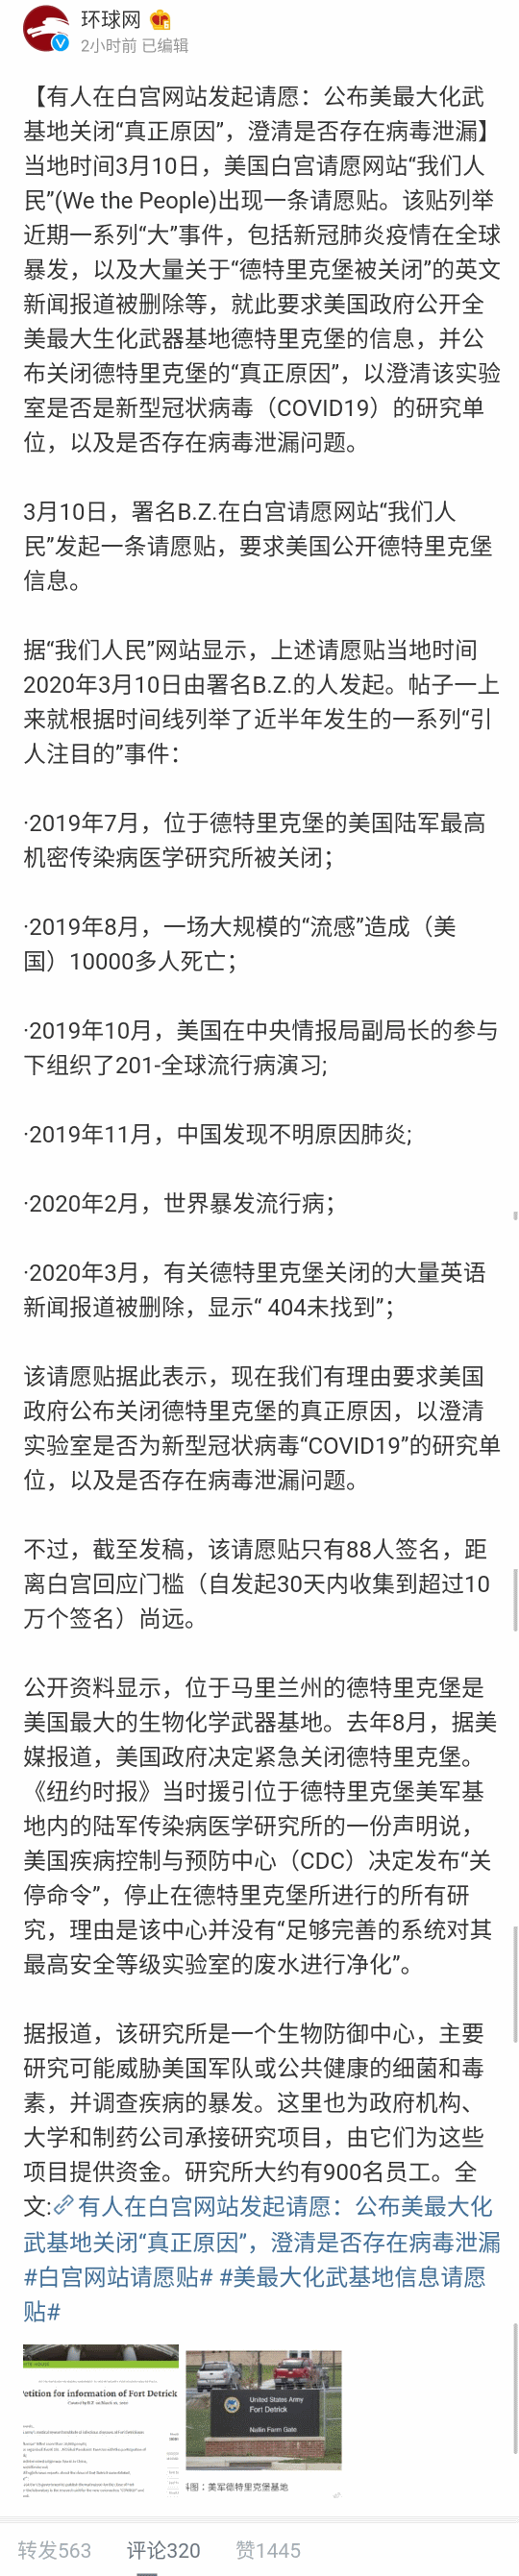 环球网
2小时前 已编辑
【有人在白宫网站发起请愿：公布美最大化武
基地关闭“真正原因”，澄清是否存在病毒泄漏】
当地时间3月10日，美国白宫请愿网站“我们人
民”(We the People)出现一条请愿贴。该贴列举
近期一系列“大”事件，包括新冠肺炎疫情在全球
暴发，以及大量关于“德特里克堡被关闭”的英文
新闻报道被删除等，就此要求美国政府公开全
美最大生化武器基地德特里克堡的信息，并公
布关闭德特里克堡的“真正原因”，以澄清该实验
室是否是新型冠状病毒（COVID19）的研究单
位，以及是否存在病毒泄漏问题。
3月10日，署名B.Z.在白宫请愿网站“我们人
民”发起一条请愿贴，要求美国公开德特里克堡
信息。
据“我们人民”网站显示，上述请愿贴当地时间
2020年3月10日由署名B.Z.的人发起。帖子一上
来就根据时间线列举了近半年发生的一系列“引
人注目的”事件：
·2019年7月，位于德特里克堡的美国陆军最高
机密传染病医学研究所被关闭；
·2019年8月，一场大规模的“流感”造成（美
国）10000多人死亡；
·2019年10月，美国在中央情报局副局长的参与
下组织了201-全球流行病演习;
·2019年11月，中国发现不明原因肺炎;
·2020年2月，世界暴发流行病；
·2020年3月，有关德特里克堡关闭的大量英语
新闻报道被删除，显示“ 404未找到”；
该请愿贴据此表示，现在我们有理由要求美国
政府公布关闭德特里克堡的真正原因，以澄清
实验室是否为新型冠状病毒“COVID19”的研究单
位，以及是否存在病毒泄漏问题。
不过，截至发稿，该请愿贴只有88人签名，距
离白宫回应门槛（自发起30天内收集到超过10
万个签名）尚远。
公开资料显示，位于马里兰州的德特里克堡是
美国最大的生物化学武器基地。去年8月，据美
媒报道，美国政府决定紧急关闭德特里克堡。
《纽约时报》当时援引位于德特里克堡美军基
地内的陆军传染病医学研究所的一份声明说，
美国疾病控制与预防中心（CDC）决定发布“关
停命令”，停止在德特里克堡所进行的所有研
究，理由是该中心并没有“足够完善的系统对其
最高安全等级实验室的废水进行净化”。
据报道，该研究所是一个生物防御中心，主要
研究可能威胁美国军队或公共健康的细菌和毒
素，并调查疾病的暴发。这里也为政府机构、
大学和制药公司承接研究项目，由它们为这些
项目提供资金。研究所大约有900名员工。全
文:有人在白宫网站发起请愿：公布美最大化
武基地关闭“真正原因”，澄清是否存在病毒泄漏
#白宫网站请愿贴# #美最大化武基地信息请愿
贴#
etition for information of Fort Detrick
United States Army
Fort Detrick
Nallin Farm Gate
图：美军德特里克堡基地
转发563 评论320 赞1445